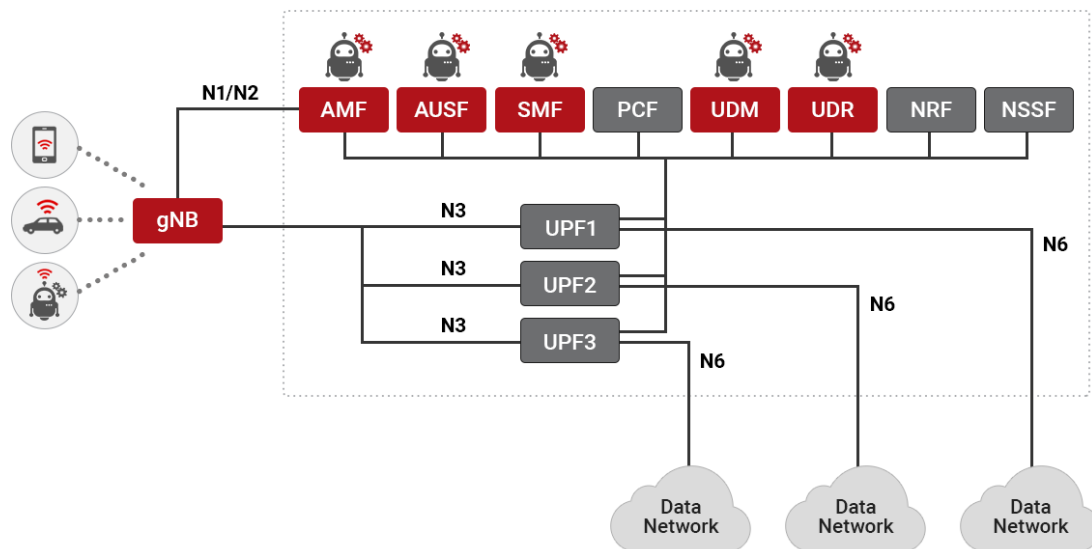 N1/N2
AMF
AUSF
SMF
PCF
UDM
UDR
NRF
NSSF
gNB
N3
UPF1
N6
N3
UPF2
N6
N3
UPF3
N6
Data
Network
Data
Network
Data
Network